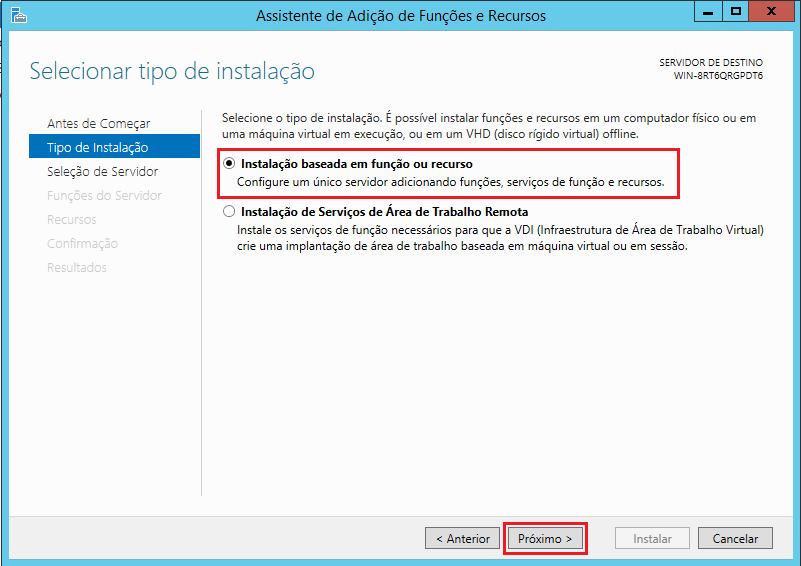 Assistente de Adição de Funções e Recursos
Selecionar tipo de instalação
SERVIDOR DE DESTINO
WIN-8RT6QRGPDT6
Antes de Começar
Tipo de Instalação
Seleção de Servidor
Funções do Servidor
Recursos
Confirmação
Resultados
Selecione o tipo de instalação. É possível instalar funções e recursos em um computador físico ou em
uma máquina virtual em execução, ou em um VHD (disco rígido virtual) offline.
Instalação baseada em função ou recurso
Configure um único servidor adicionando funções, serviços de função e recursos.
Instalação de Serviços de Área de Trabalho Remota
Instale os serviços de função necessários para que a VDI (Infraestrutura de Área de Trabalho Virtual)
crie uma implantação de área de trabalho baseada em máquina virtual ou em sessão.
< Anterior
Próximo >
Instalar
Cancelar